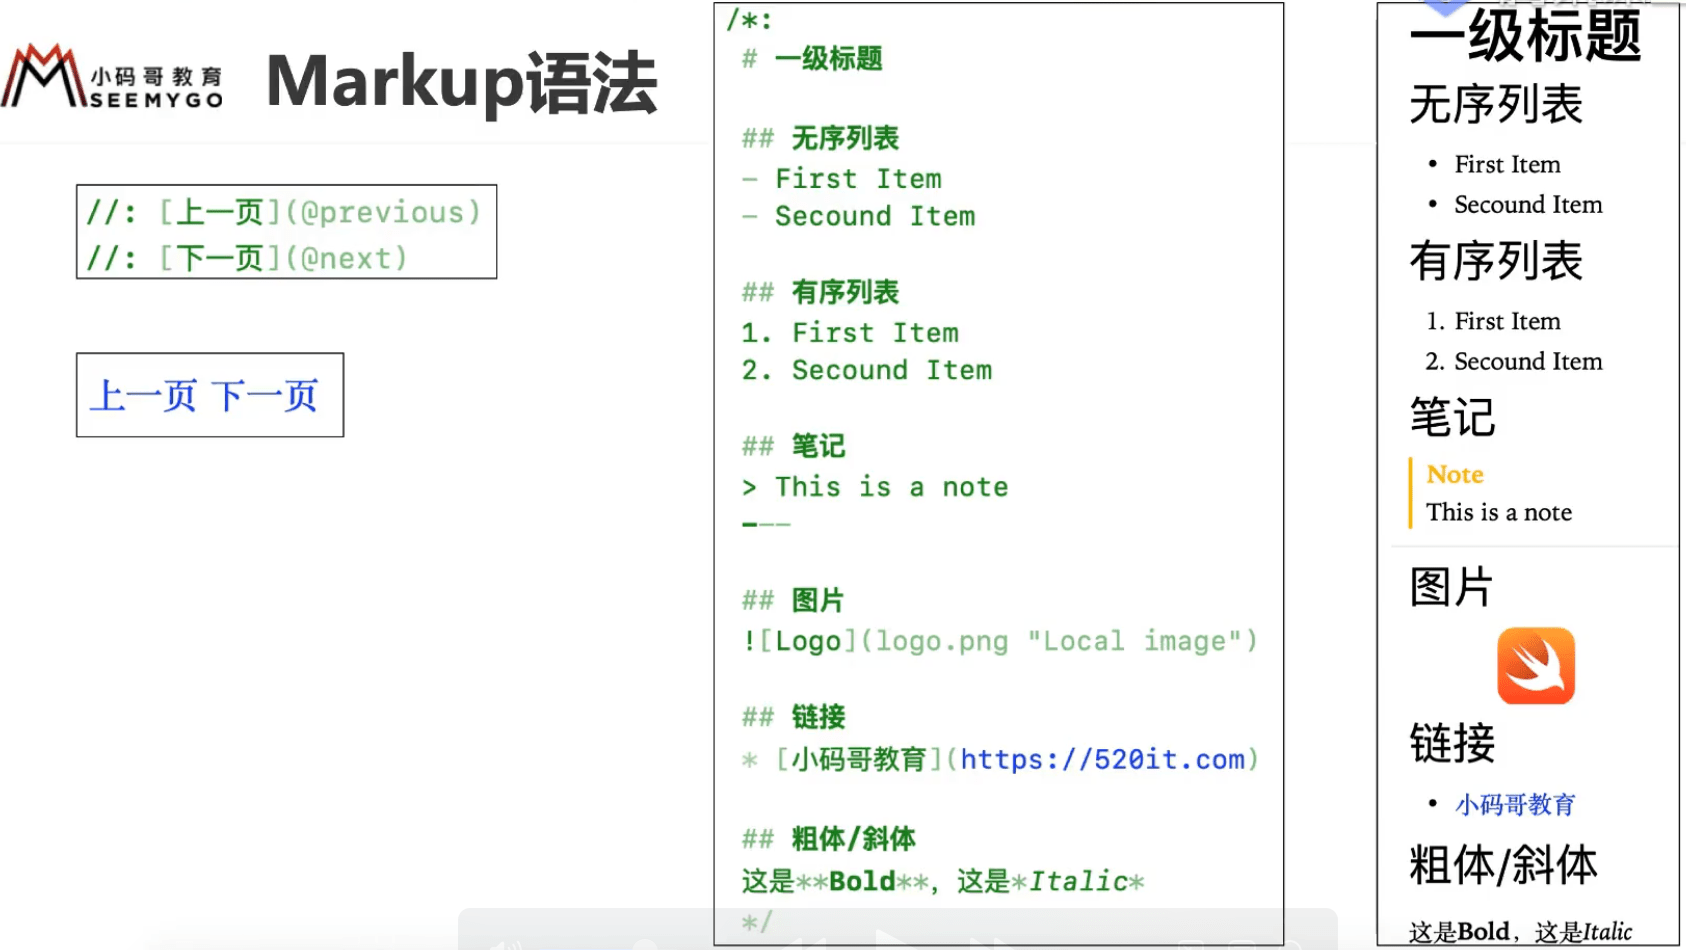 小码哥教育
SEEMYGO
Markup语法
//: [上一页](@previous)
//: [下一页](@next)
上一页 下一页
/*:
# 一级标题
## 无序列表
- First Item
- Secound Item
## 有序列表
1. First Item
2. Secound Item
## 笔记
> This is a note
---
## 图片
![Logo](logo.png "Local image")
## 链接
* [小码哥教育](https://520it.com)
## 粗体/斜体
这是**Bold**，这是*Italic*
*/
一级标题
无序列表
• First Item
• Secound Item
有序列表
1. First Item
2. Secound Item
笔记
Note
This is a note
图片
链接
• 小码哥教育
粗体/斜体
这是Bold，这是Italic